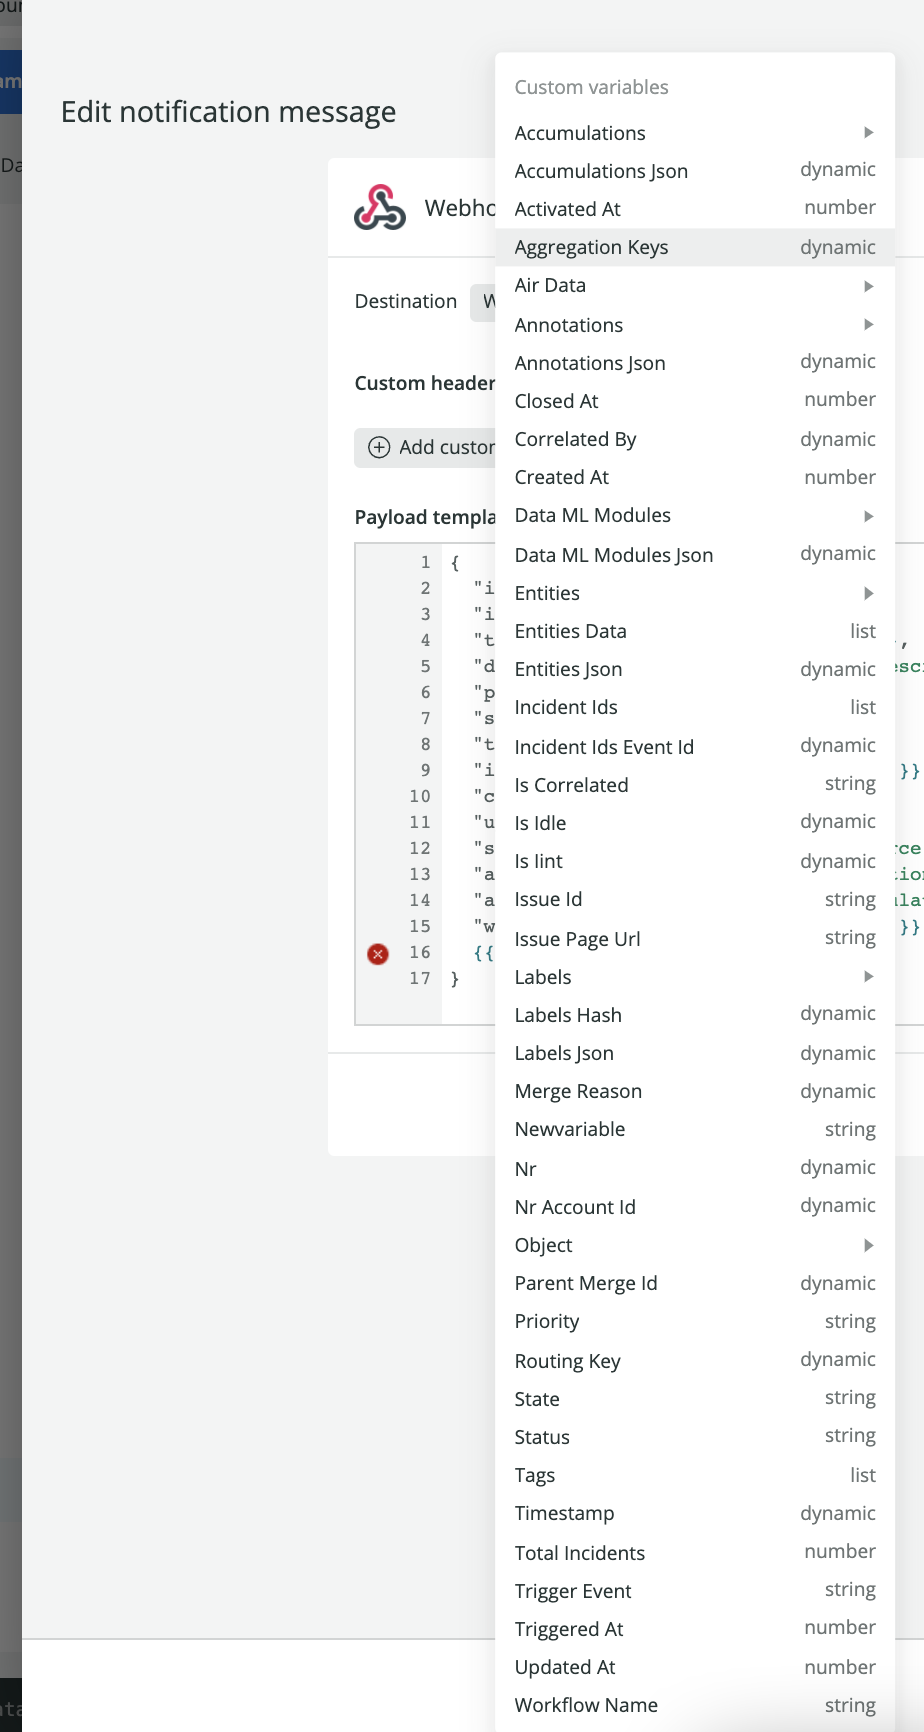 Edit notification message
Webho
Destination W
Custom header
Add custon
Payload templa
1 {
2 "i
3 "i
4 "t ,
5 "d esc
6 "p
7 "s
8 "t
9 "i }}
10 "c
11 "u
12 "s rce
13 "a tion
14 "a ula
15 "w }}
16 {{
17 }
Custom variables
Accumulations
Accumulations Json dynamic
Activated At number
Aggregation Keys dynamic
Air Data
Annotations
Annotations Json dynamic
Closed At number
Correlated By dynamic
Created At number
Data ML Modules
Data ML Modules Json dynamic
Entities
Entities Data list
Entities Json dynamic
Incident Ids list
Incident Ids Event Id dynamic
Is Correlated string
Is Idle dynamic
Is Iint dynamic
Issue Id string
Issue Page Url string
Labels
Labels Hash dynamic
Labels Json dynamic
Merge Reason dynamic
Newvariable string
Nr dynamic
Nr Account Id dynamic
Object
Parent Merge Id dynamic
Priority string
Routing Key dynamic
State string
Status string
Tags list
Timestamp dynamic
Total Incidents number
Trigger Event string
Triggered At number
Updated At number
Workflow Name string